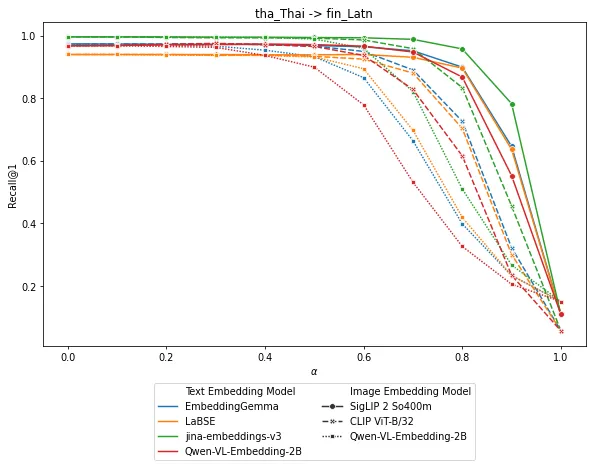 tha_Thai -> fin_Latn
1.0
0.8
0.6
0.4
0.2
Recall@1
0.0 0.2 0.4 0.6 0.8 1.0
α
Text Embedding Model Image Embedding Model
EmbeddingGemma SigLIP 2 So400m
LaBSE CLIP ViT-B/32
jina-embeddings-v3 Qwen-VL-Embedding-2B
Qwen-VL-Embedding-2B